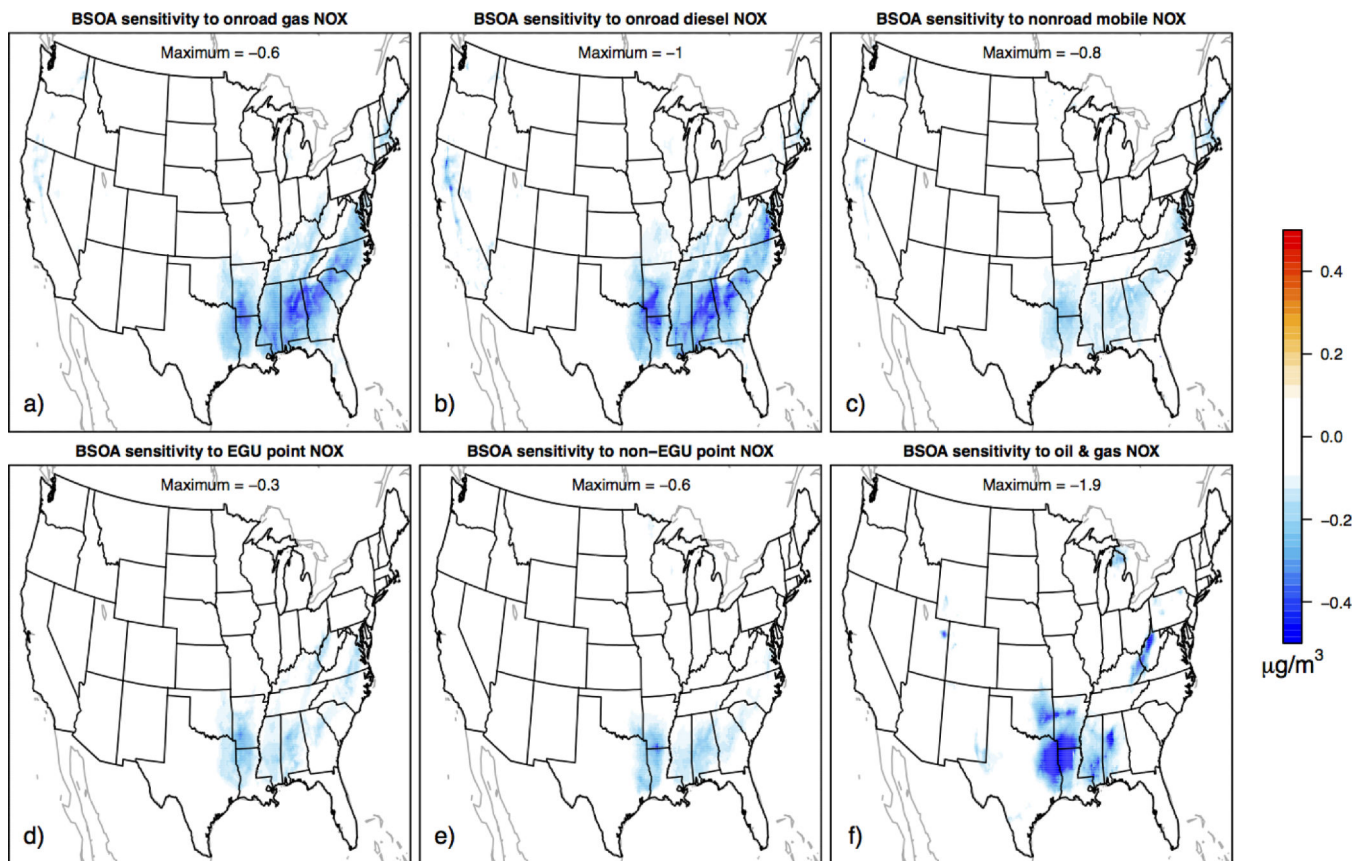 BSOA sensitivity to onroad gas NOX
Maximum = −0.6
a)
BSOA sensitivity to onroad diesel NOX
Maximum = −1
b)
BSOA sensitivity to nonroad mobile NOX
Maximum = −0.8
c)
BSOA sensitivity to EGU point NOX
Maximum = −0.3
d)
BSOA sensitivity to non−EGU point NOX
Maximum = −0.6
e)
BSOA sensitivity to oil & gas NOX
Maximum = −1.9
f)
0.4
0.2
0.0
−0.2
−0.4
μg/m³